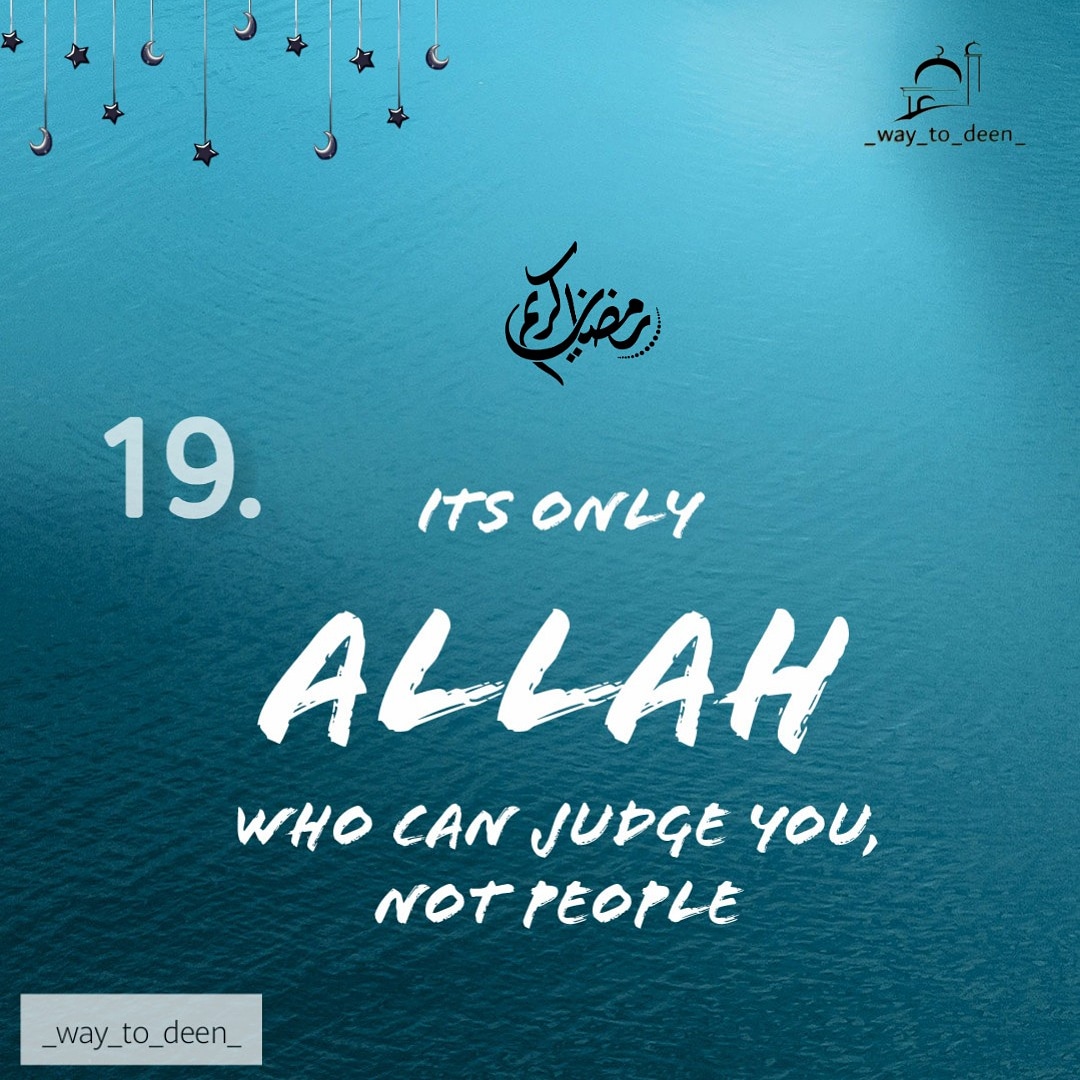 _way_to_deen_
رمضان كريم
19.
ITS ONLY
ALLAH
WHO CAN JUDGE YOU,
NOT PEOPLE
_way_to_deen_